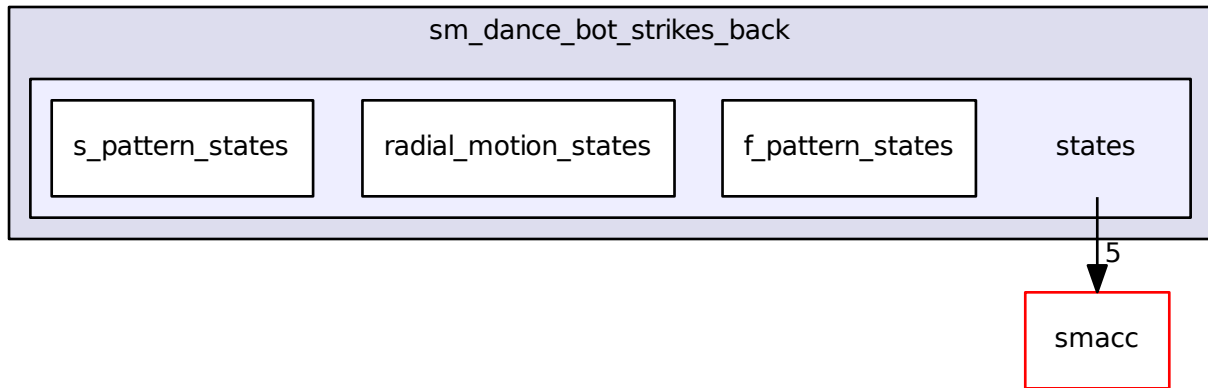 sm_dance_bot_strikes_back
s_pattern_states
radial_motion_states
f_pattern_states
states
5
smacc